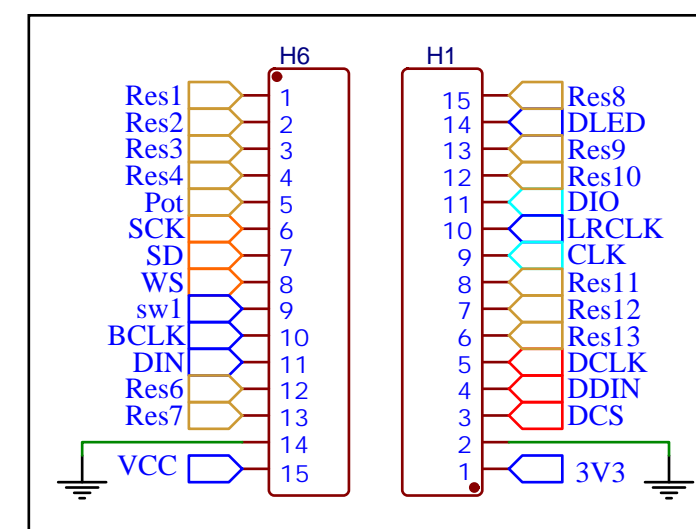 H6 H1
Res1 1 15 Res8
Res2 2 14 DLED
Res3 3 13 Res9
Res4 4 12 Res10
Pot 5 11 DIO
SCK 6 10 LRCLK
SD 7 9 CLK
WS 8 8 Res11
sw1 9 7 Res12
BCLK 10 6 Res13
DIN 11 5 DCLK
Res6 12 4 DDIN
Res7 13 3 DCS
14 2
VCC 15 1 3V3